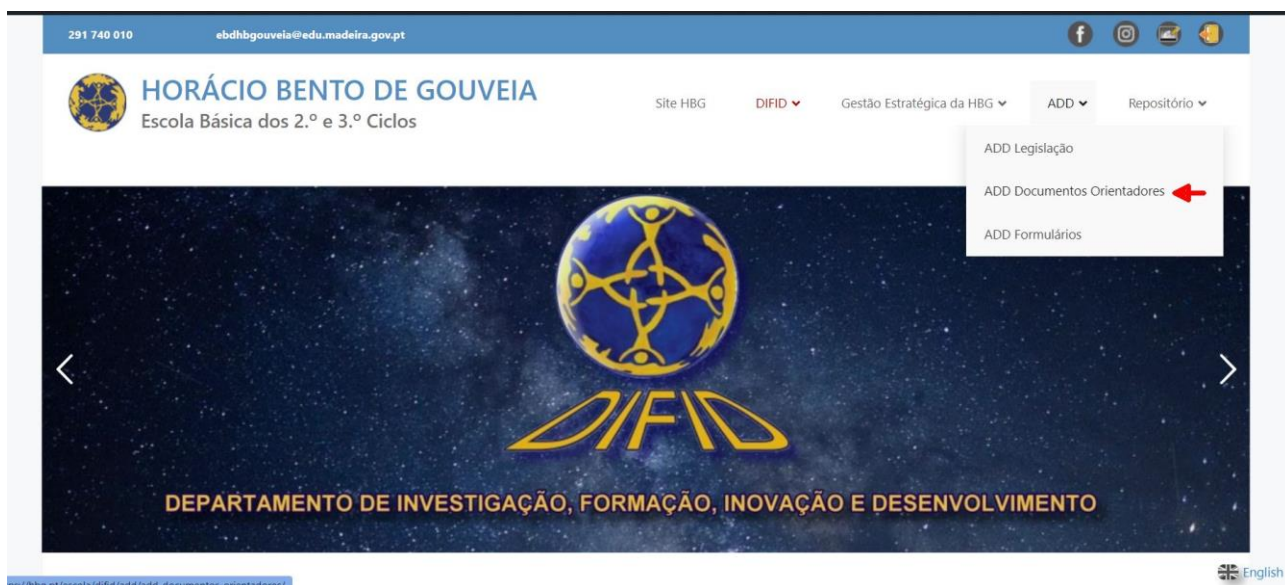 291 740 010 ebdhbgouveia@edu.madeira.gov.pt
HORÁCIO BENTO DE GOUVEIA
Escola Básica dos 2.º e 3.º Ciclos
Site HBG DIFID Gestão Estratégica da HBG ADD Repositório
ADD Legislação
ADD Documentos Orientadores
ADD Formulários
DIFID
DEPARTAMENTO DE INVESTIGAÇÃO, FORMAÇÃO, INOVAÇÃO E DESENVOLVIMENTO
English